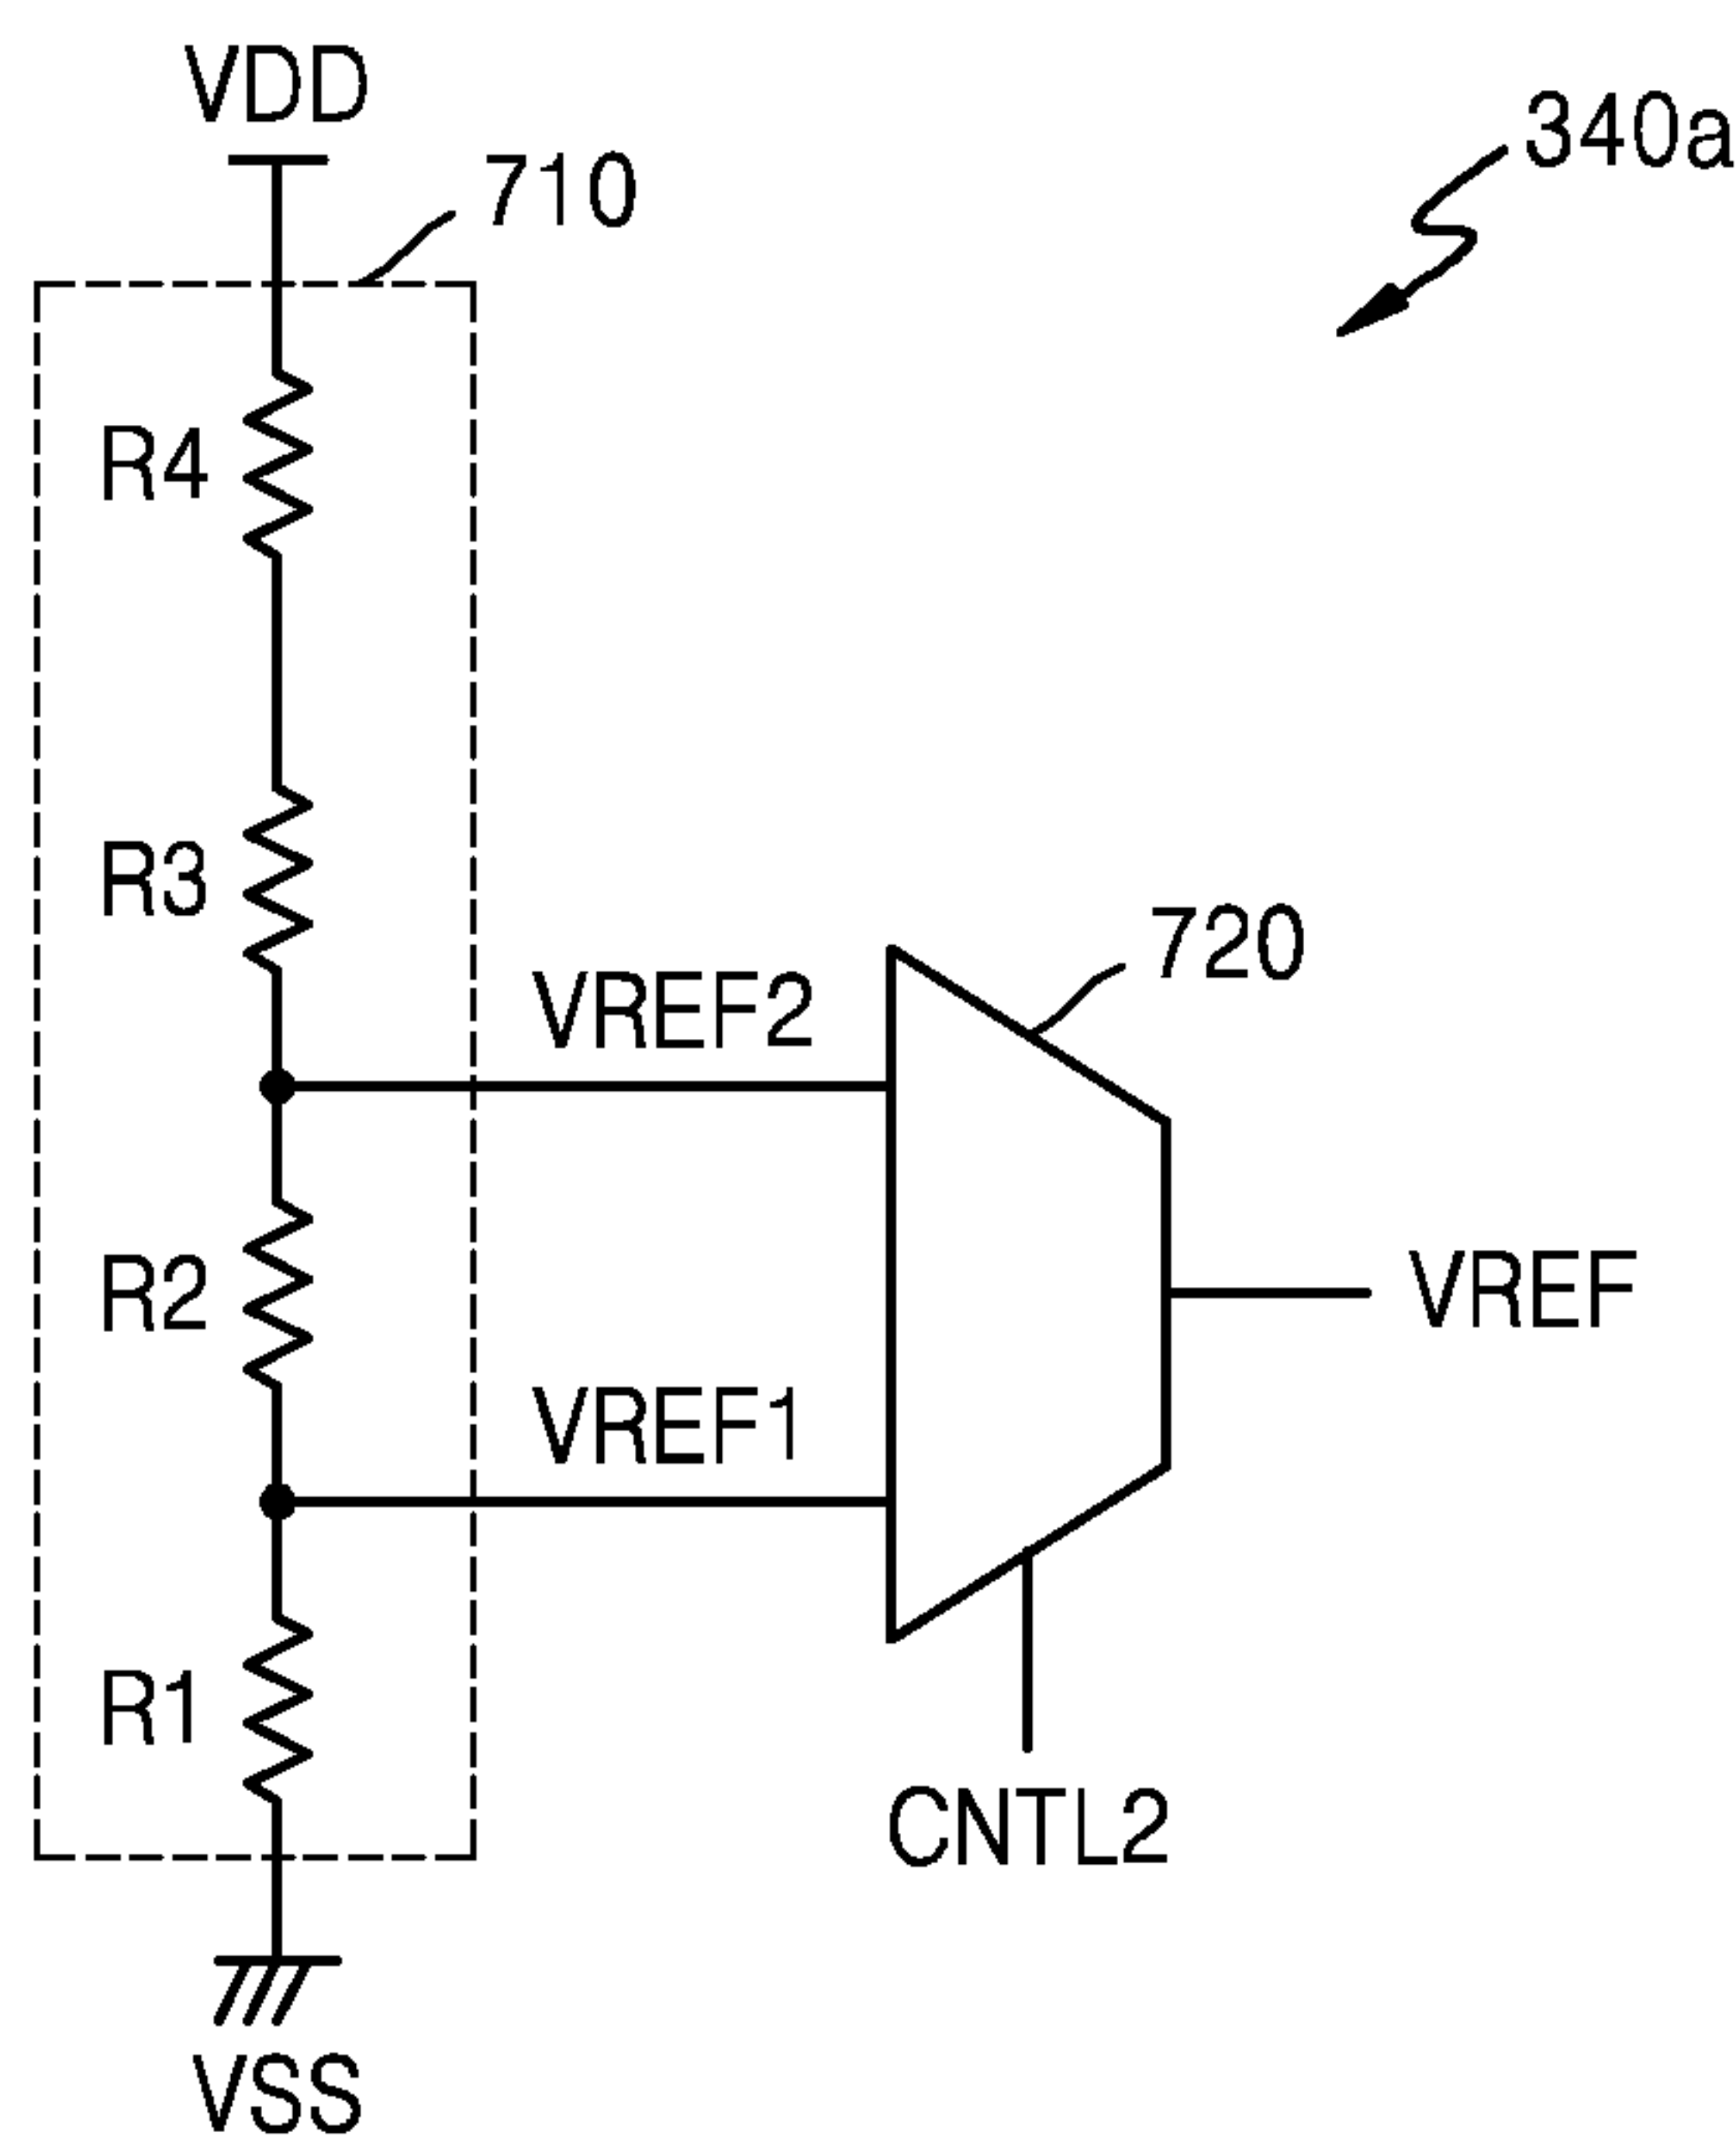 VDD
340a
710
R4
R3
720
VREF2
R2
VREF
VREF1
R1
CNTL2
VSS